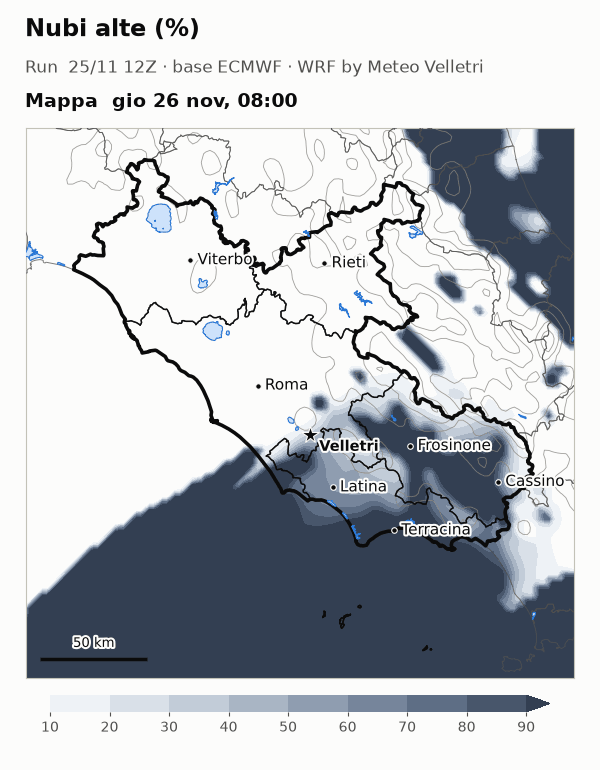 Nubi alte (%)
Run  25/11 12Z · base ECMWF · WRF by Meteo Velletri
Mappa  gio 26 nov, 08:00
Viterbo
Rieti
Roma
Velletri
Frosinone
Latina
Cassino
Terracina
50 km
10 20 30 40 50 60 70 80 90